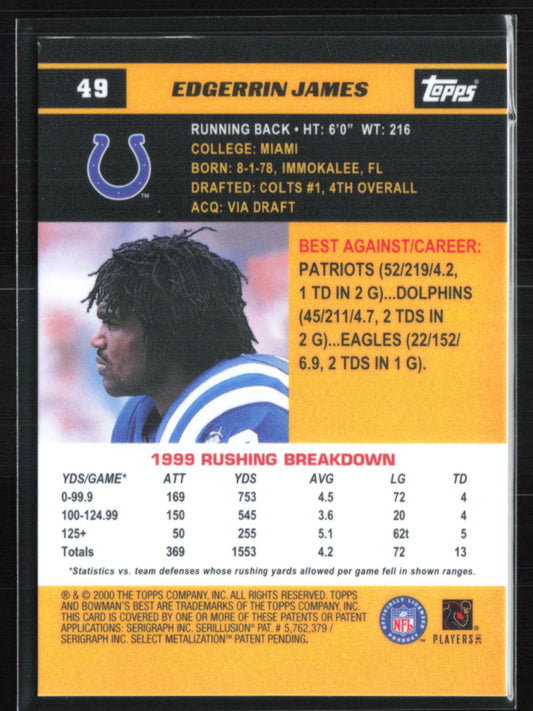 49 EDGERRIN JAMES Topps
RUNNING BACK • HT: 6'0" WT: 216
COLLEGE: MIAMI
BORN: 8-1-78, IMMOKALEE, FL
DRAFTED: COLTS #1, 4TH OVERALL
ACQ: VIA DRAFT
TM
BEST AGAINST/CAREER:
PATRIOTS (52/219/4.2,
1 TD IN 2 G)...DOLPHINS
(45/211/4.7, 2 TDS IN
2 G)...EAGLES (22/152/
6.9, 2 TDS IN 1 G).
1999 RUSHING BREAKDOWN
YDS/GAME* ATT YDS AVG LG TD
0-99.9 169 753 4.5 72 4
100-124.99 150 545 3.6 20 4
125+ 50 255 5.1 62t 5
Totals 369 1553 4.2 72 13
*Statistics vs. team defenses whose rushing yards allowed per game fell in shown ranges.
® & © 2000 THE TOPPS COMPANY, INC. ALL RIGHTS RESERVED. TOPPS
AND BOWMAN'S BEST ARE TRADEMARKS OF THE TOPPS COMPANY, INC.
THIS CARD IS COVERED BY ONE OR MORE OF THESE PATENTS OR PATENT
APPLICATIONS: SERIGRAPH INC. SERILLUSION® PAT. # 5,762,379 /
SERIGRAPH INC. SELECT METALIZATION™ PATENT PENDING.
OFFICIALLY LICENSED
NFL
PRODUCT
PLAYERS INC